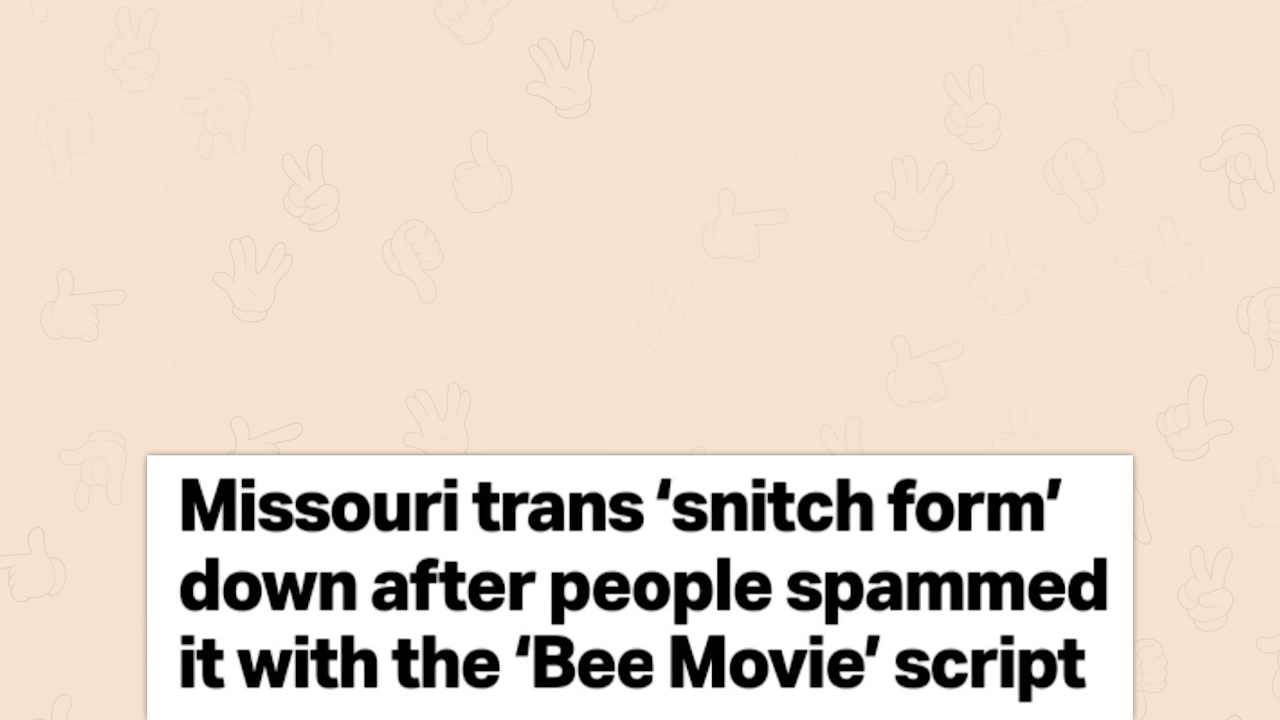 Missouri trans ‘snitch form’
down after people spammed
it with the ‘Bee Movie’ script